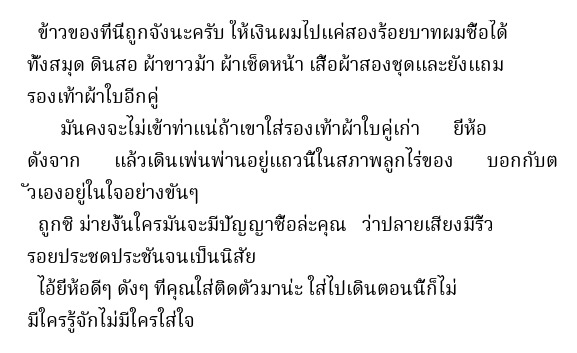 ข้าวของที่นี่ถูกจังนะครับ ให้เงินผมไปแค่สองร้อยบาทผมซื้อได้
ทั้งสมุด ดินสอ ผ้าขาวม้า ผ้าเช็ดหน้า เสื้อผ้าสองชุดและยังแถม
รองเท้าผ้าใบอีกคู่
มันคงจะไม่เข้าท่าแน่ถ้าเขาใส่รองเท้าผ้าใบคู่เก่า ยี่ห้อ
ดังจาก แล้วเดินเพ่นพ่านอยู่แถวนี้ในสภาพลูกไร่ของ บอกกับต
ัวเองอยู่ในใจอย่างขันๆ
ถูกซิ ม่ายงั้นใครมันจะมีปัญญาซื้อล่ะคุณ ว่าปลายเสียงมีริ้ว
รอยประชดประชันจนเป็นนิสัย
ไอ้ยี่ห้อดีๆ ดังๆ ที่คุณใส่ติดตัวมาน่ะ ใส่ไปเดินตอนนี้ก็ไม่
มีใครรู้จักไม่มีใครใส่ใจ